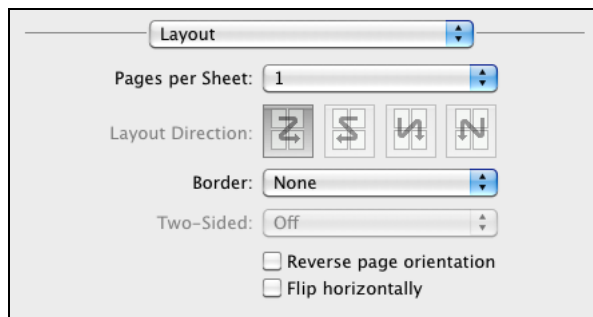 Layout
Pages per Sheet: 1
Layout Direction:
Border: None
Two-Sided: Off
Reverse page orientation
Flip horizontally